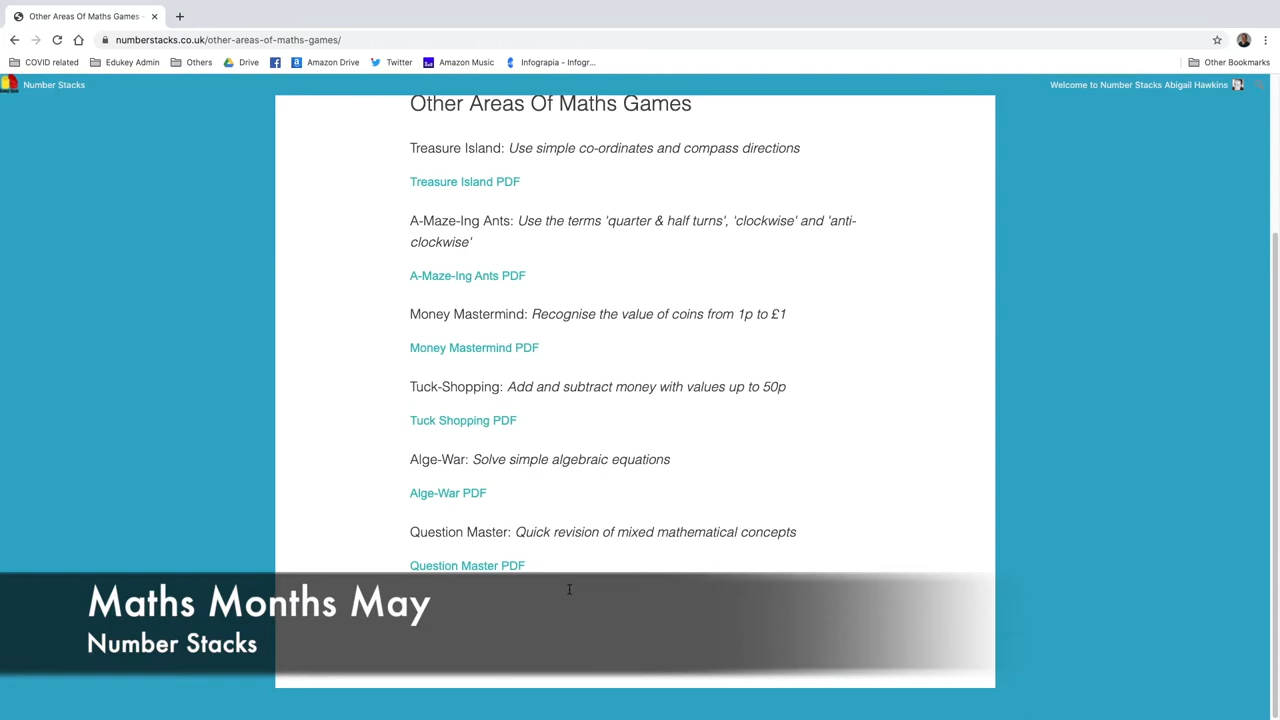 Other Areas Of Maths Games
numberstacks.co.uk/other-areas-of-maths-games/
COVID related Edukey Admin Others Drive Amazon Drive Twitter Amazon Music Infograpia - Infogr... Other Bookmarks
Number Stacks Welcome to Number Stacks Abigail Hawkins
Other Areas Of Maths Games
Treasure Island: Use simple co-ordinates and compass directions
Treasure Island PDF
A-Maze-Ing Ants: Use the terms 'quarter & half turns', 'clockwise' and 'anti-
clockwise'
A-Maze-Ing Ants PDF
Money Mastermind: Recognise the value of coins from 1p to £1
Money Mastermind PDF
Tuck-Shopping: Add and subtract money with values up to 50p
Tuck Shopping PDF
Alge-War: Solve simple algebraic equations
Alge-War PDF
Question Master: Quick revision of mixed mathematical concepts
Question Master PDF
Maths Months May
Number Stacks